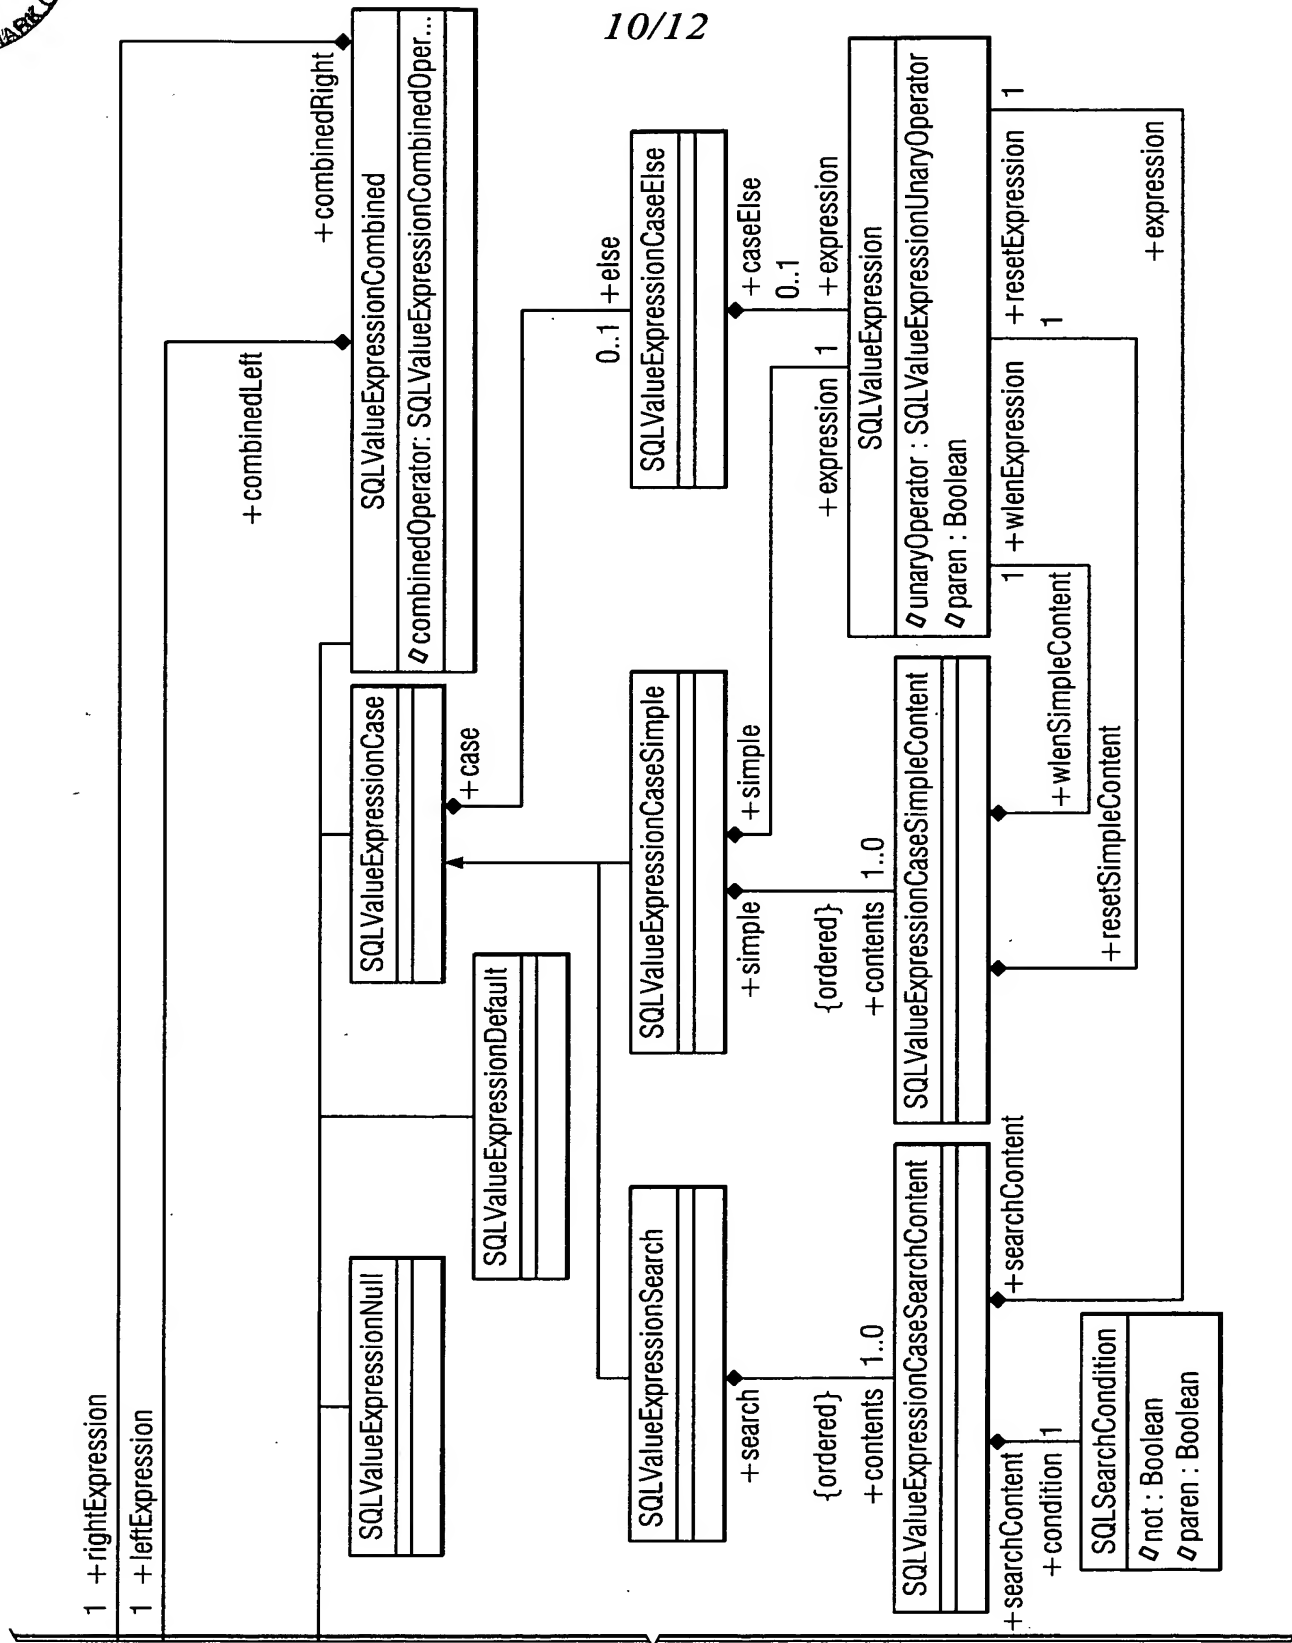 10/12
1 +rightExpression
1 +leftExpression
+combinedLeft
+combinedRight
SQLValueExpressionNull
SQLValueExpressionDefault
SQLValueExpressionCase
+case
SQLValueExpressionCombined
combinedOperator: SQLValueExpressionCombinedOper...
SQLValueExpressionSearch
+search
{ordered}
+contents 1..0
SQLValueExpressionCaseSimple
+simple
+simple
{ordered}
+contents 1..0
0..1 +else
SQLValueExpressionCaseElse
+caseElse
0..1
+expression
+expression 1
SQLValueExpressionCaseSearchContent
+searchContent
+condition 1
+searchContent
SQLSearchCondition
not : Boolean
paren : Boolean
SQLValueExpressionCaseSimpleContent
+resetSimpleContent
+wlenSimpleContent
SQLValueExpression
unaryOperator : SQLValueExpressionUnaryOperator
paren : Boolean
1 +wlenExpression
1
+resetExpression
1
+expression